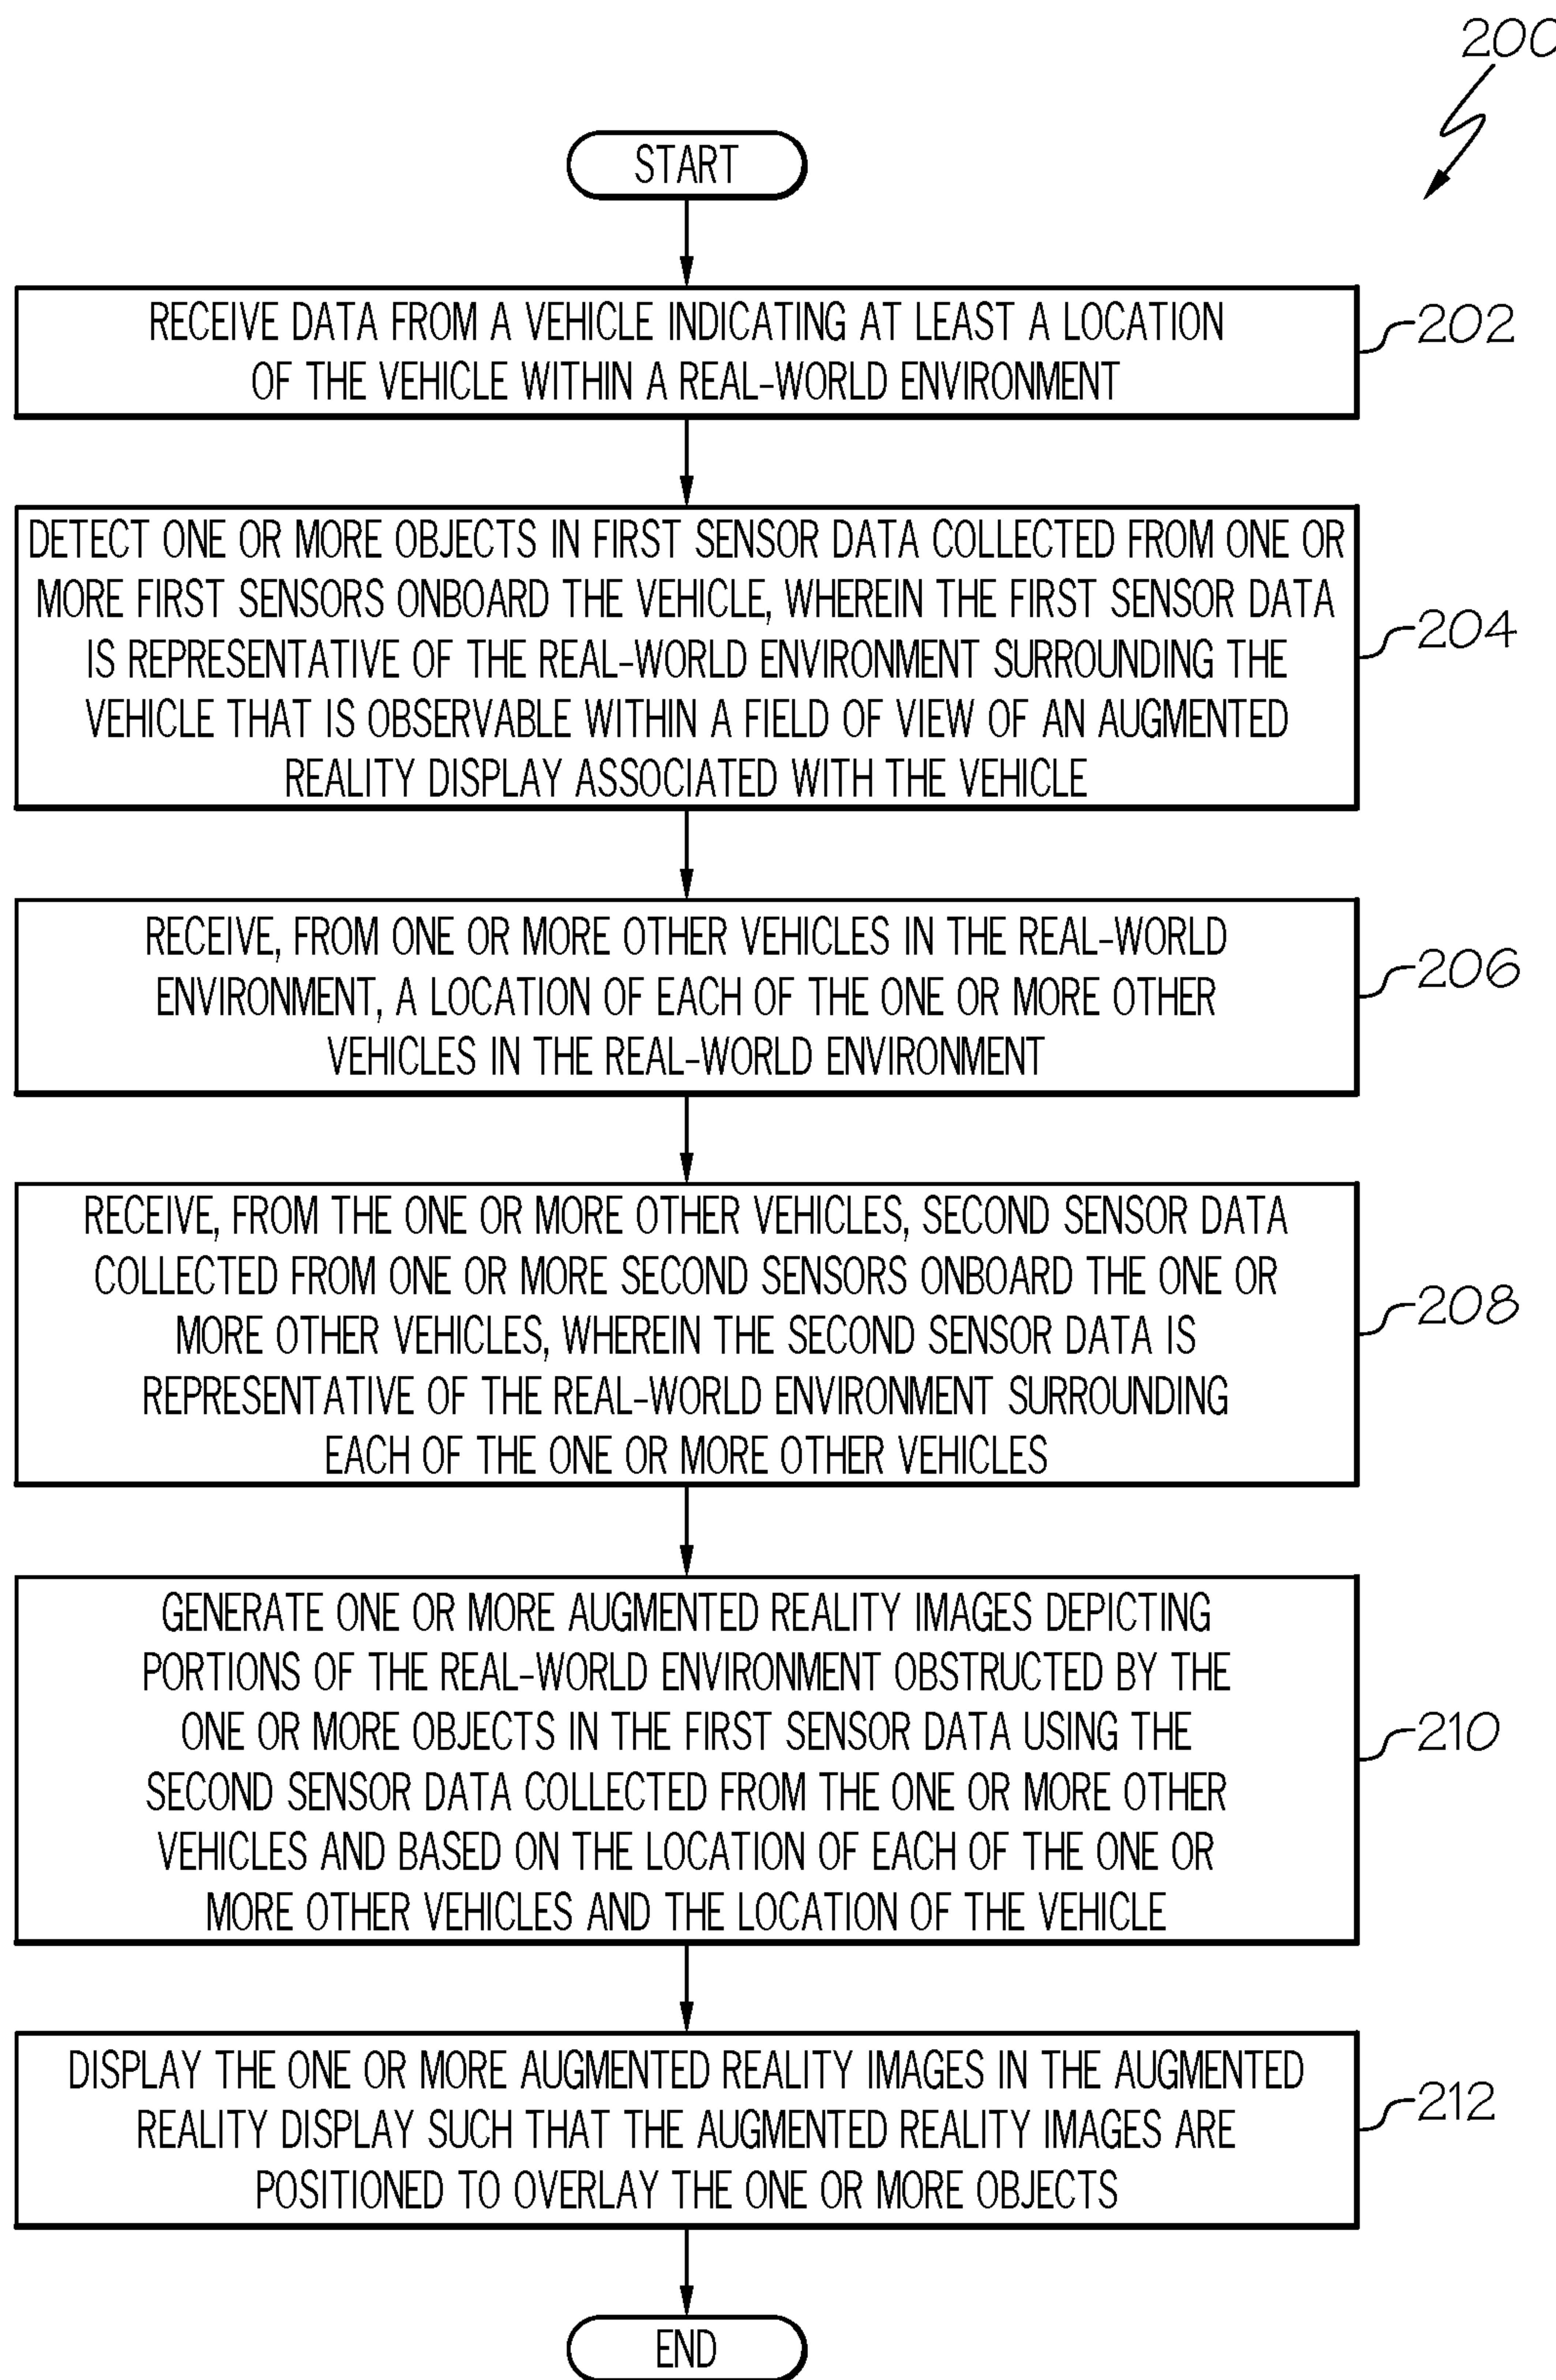 200
START
RECEIVE DATA FROM A VEHICLE INDICATING AT LEAST A LOCATION
OF THE VEHICLE WITHIN A REAL-WORLD ENVIRONMENT
202
DETECT ONE OR MORE OBJECTS IN FIRST SENSOR DATA COLLECTED FROM ONE OR
MORE FIRST SENSORS ONBOARD THE VEHICLE, WHEREIN THE FIRST SENSOR DATA
IS REPRESENTATIVE OF THE REAL-WORLD ENVIRONMENT SURROUNDING THE
VEHICLE THAT IS OBSERVABLE WITHIN A FIELD OF VIEW OF AN AUGMENTED
REALITY DISPLAY ASSOCIATED WITH THE VEHICLE
204
RECEIVE, FROM ONE OR MORE OTHER VEHICLES IN THE REAL-WORLD
ENVIRONMENT, A LOCATION OF EACH OF THE ONE OR MORE OTHER
VEHICLES IN THE REAL-WORLD ENVIRONMENT
206
RECEIVE, FROM THE ONE OR MORE OTHER VEHICLES, SECOND SENSOR DATA
COLLECTED FROM ONE OR MORE SECOND SENSORS ONBOARD THE ONE OR
MORE OTHER VEHICLES, WHEREIN THE SECOND SENSOR DATA IS
REPRESENTATIVE OF THE REAL-WORLD ENVIRONMENT SURROUNDING
EACH OF THE ONE OR MORE OTHER VEHICLES
208
GENERATE ONE OR MORE AUGMENTED REALITY IMAGES DEPICTING
PORTIONS OF THE REAL-WORLD ENVIRONMENT OBSTRUCTED BY THE
ONE OR MORE OBJECTS IN THE FIRST SENSOR DATA USING THE
SECOND SENSOR DATA COLLECTED FROM THE ONE OR MORE OTHER
VEHICLES AND BASED ON THE LOCATION OF EACH OF THE ONE OR
MORE OTHER VEHICLES AND THE LOCATION OF THE VEHICLE
210
DISPLAY THE ONE OR MORE AUGMENTED REALITY IMAGES IN THE AUGMENTED
REALITY DISPLAY SUCH THAT THE AUGMENTED REALITY IMAGES ARE
POSITIONED TO OVERLAY THE ONE OR MORE OBJECTS
212
END